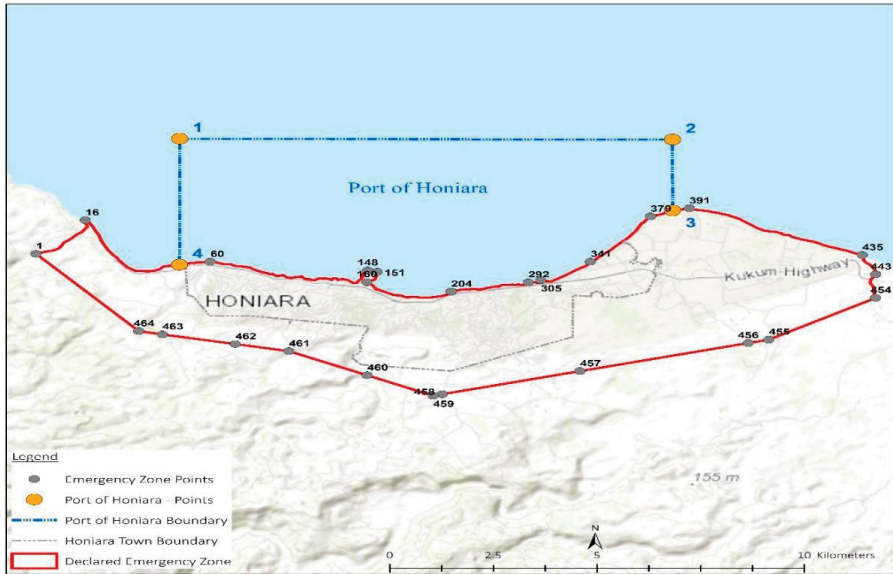 1
2
Port of Honiara
16
379
391
3
1
4
60
341
435
148
151
160
292
443
204
305
Kukum Highway
HONIARA
454
464
463
462
461
456
455
460
457
458
459
155 m
Legend
Emergency Zone Points
Port of Honiara - Points
Port of Honiara Boundary
Honiara Town Boundary
Declared Emergency Zone
N
0
2.5
5
10 Kilometers